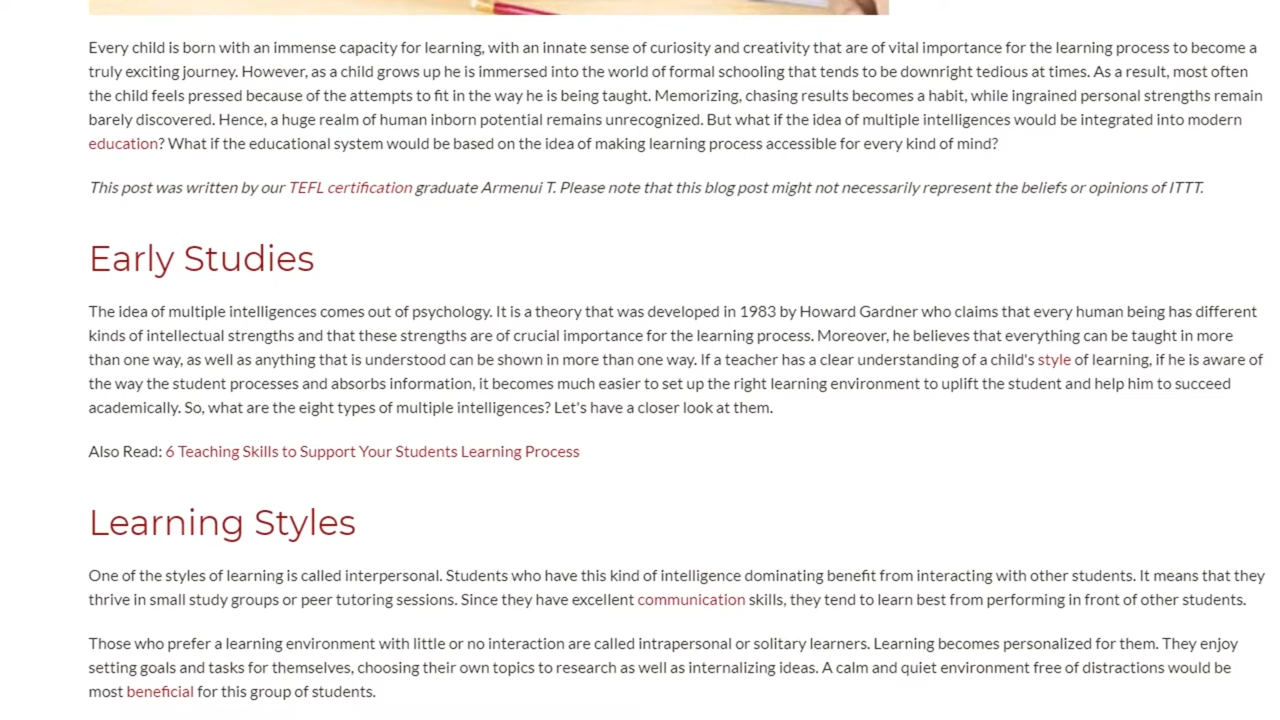 Every child is born with an immense capacity for learning, with an innate sense of curiosity and creativity that are of vital importance for the learning process to become a
truly exciting journey. However, as a child grows up he is immersed into the world of formal schooling that tends to be downright tedious at times. As a result, most often
the child feels pressed because of the attempts to fit in the way he is being taught. Memorizing, chasing results becomes a habit, while ingrained personal strengths remain
barely discovered. Hence, a huge realm of human inborn potential remains unrecognized. But what if the idea of multiple intelligences would be integrated into modern
education? What if the educational system would be based on the idea of making learning process accessible for every kind of mind?
This post was written by our TEFL certification graduate Armenui T. Please note that this blog post might not necessarily represent the beliefs or opinions of ITTT.
Early Studies
The idea of multiple intelligences comes out of psychology. It is a theory that was developed in 1983 by Howard Gardner who claims that every human being has different
kinds of intellectual strengths and that these strengths are of crucial importance for the learning process. Moreover, he believes that everything can be taught in more
than one way, as well as anything that is understood can be shown in more than one way. If a teacher has a clear understanding of a child's style of learning, if he is aware of
the way the student processes and absorbs information, it becomes much easier to set up the right learning environment to uplift the student and help him to succeed
academically. So, what are the eight types of multiple intelligences? Let's have a closer look at them.
Also Read: 6 Teaching Skills to Support Your Students Learning Process
Learning Styles
One of the styles of learning is called interpersonal. Students who have this kind of intelligence dominating benefit from interacting with other students. It means that they
thrive in small study groups or peer tutoring sessions. Since they have excellent communication skills, they tend to learn best from performing in front of other students.
Those who prefer a learning environment with little or no interaction are called intrapersonal or solitary learners. Learning becomes personalized for them. They enjoy
setting goals and tasks for themselves, choosing their own topics to research as well as internalizing ideas. A calm and quiet environment free of distractions would be
most beneficial for this group of students.